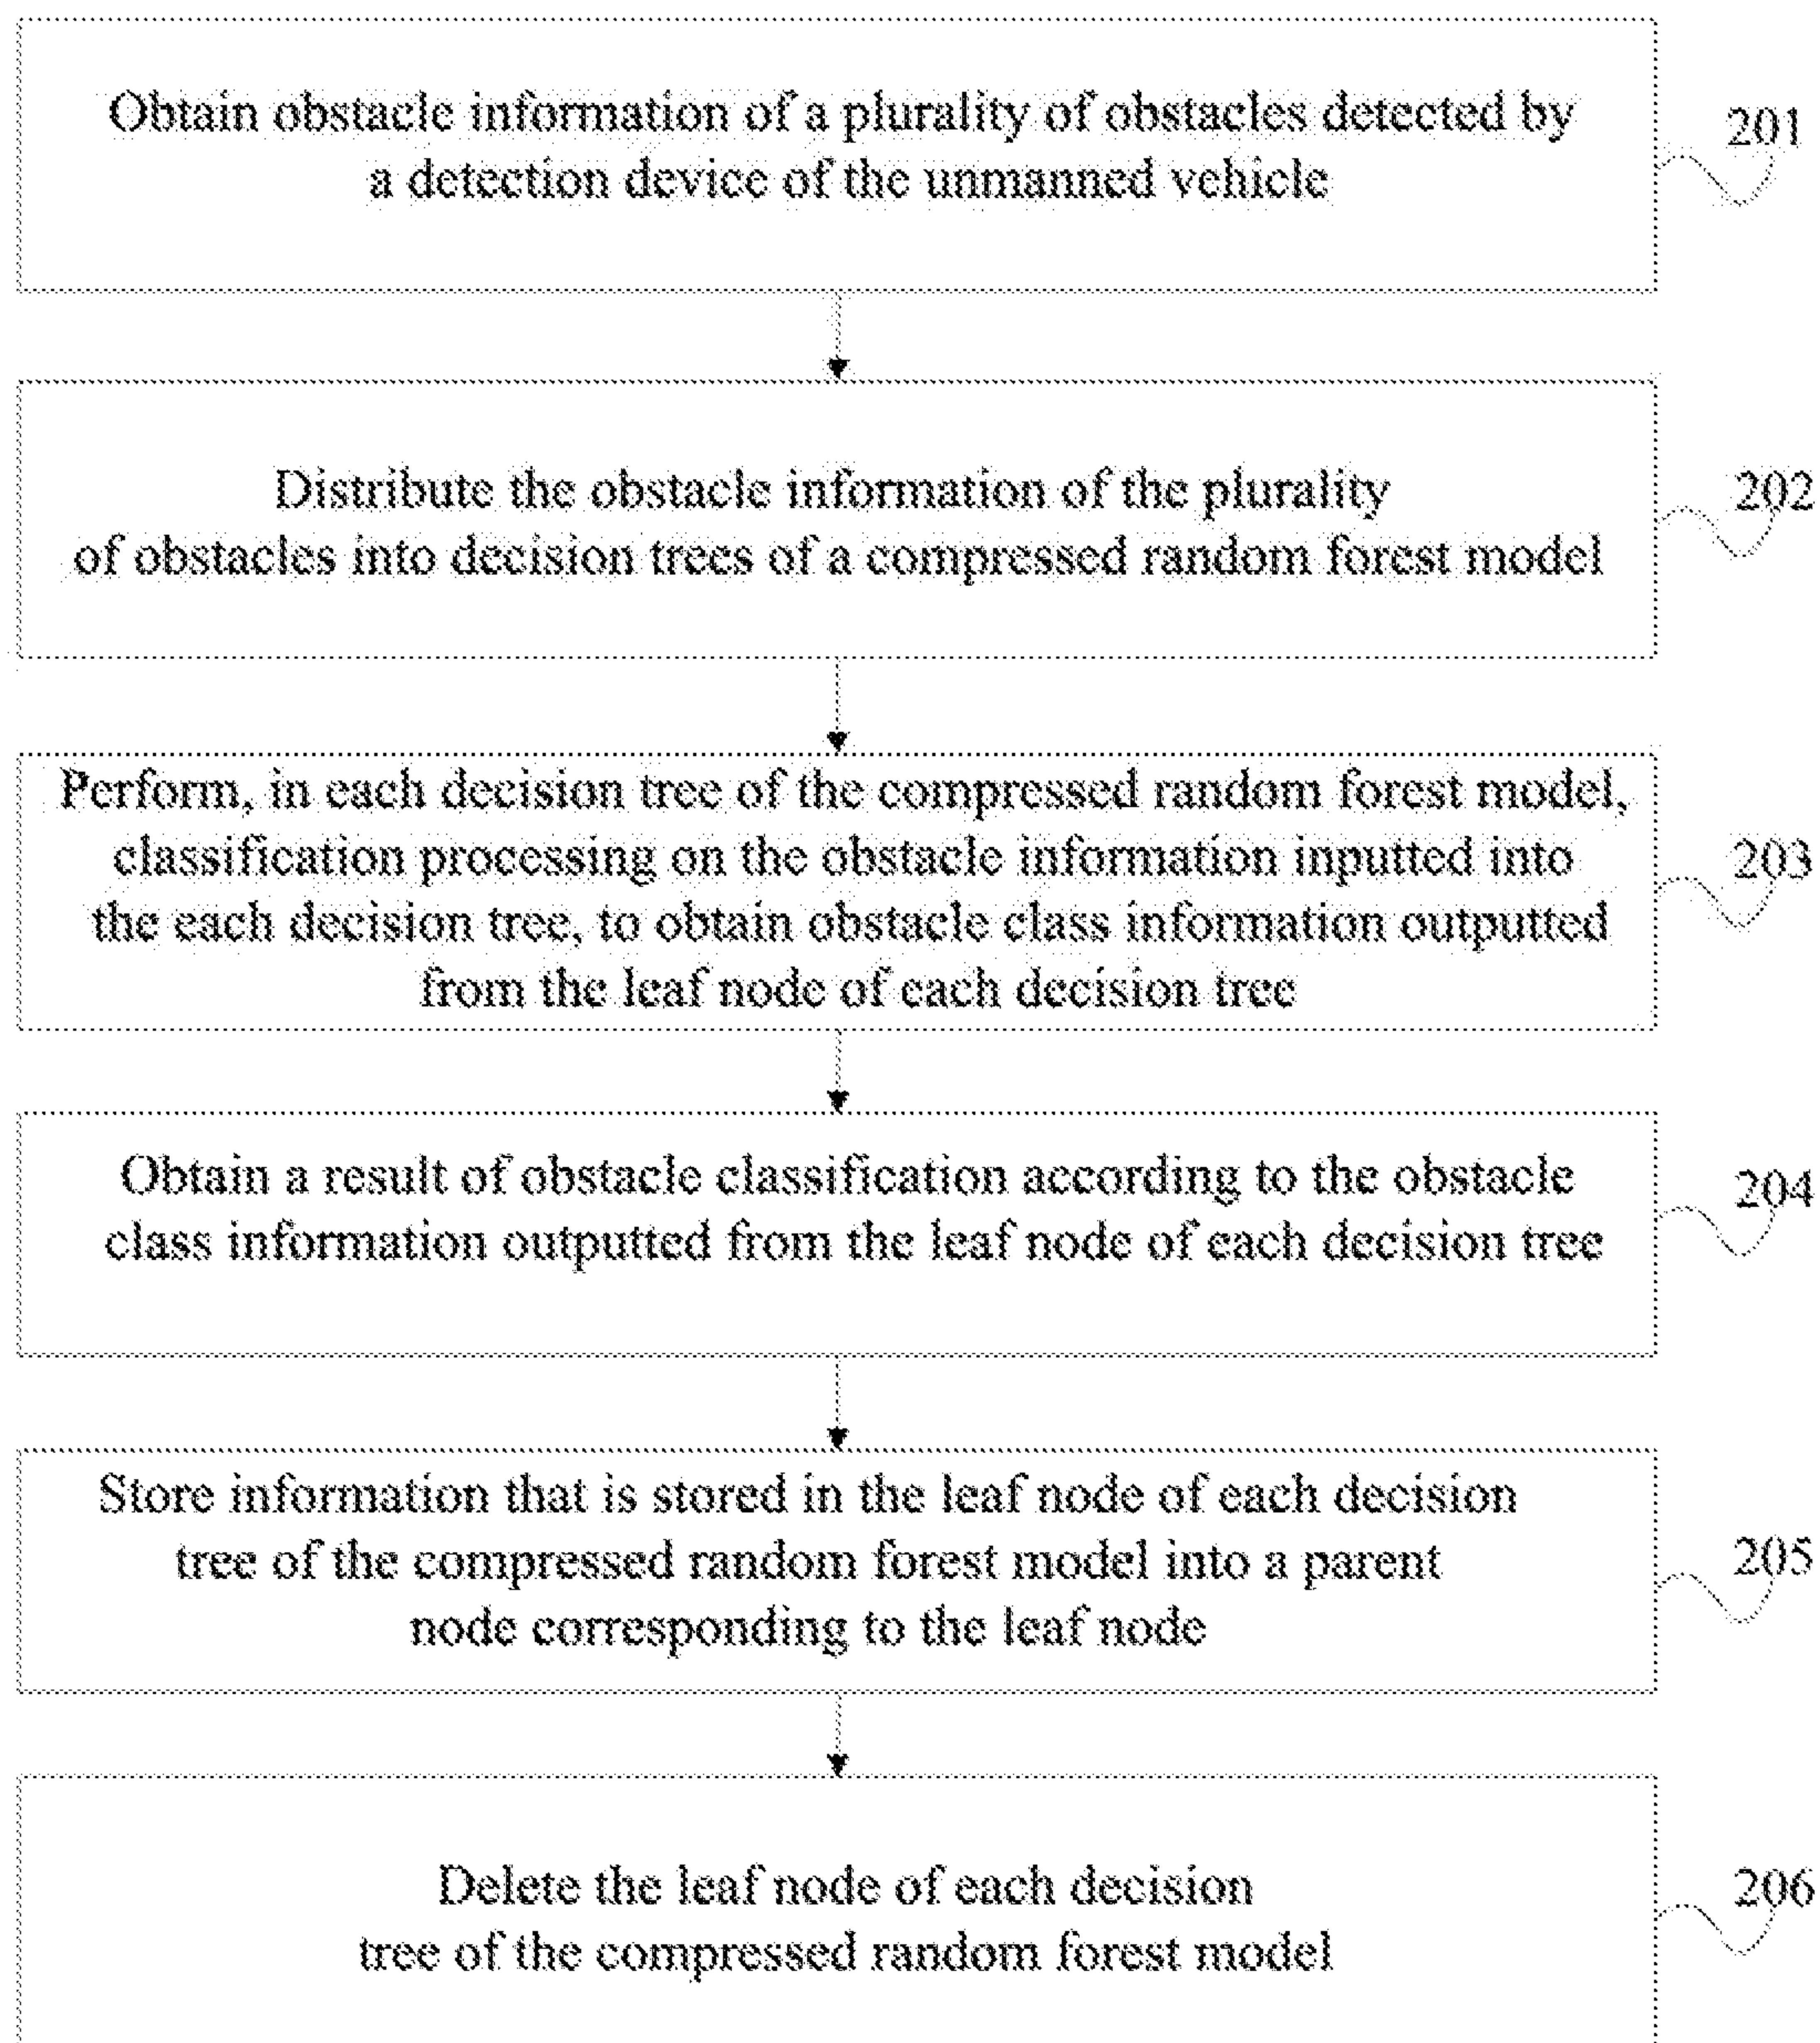 Obtain obstacle information of a plurality of obstacles detected by
a detection device of the unmanned vehicle
201
Distribute the obstacle information of the plurality
of obstacles into decision trees of a compressed random forest model
202
Perform, in each decision tree of the compressed random forest model,
classification processing on the obstacle information inputted into
the each decision tree, to obtain obstacle class information outputted
from the leaf node of each decision tree
203
Obtain a result of obstacle classification according to the obstacle
class information outputted from the leaf node of each decision tree
204
Store information that is stored in the leaf node of each decision
tree of the compressed random forest model into a parent
node corresponding to the leaf node
205
Delete the leaf node of each decision
tree of the compressed random forest model
206